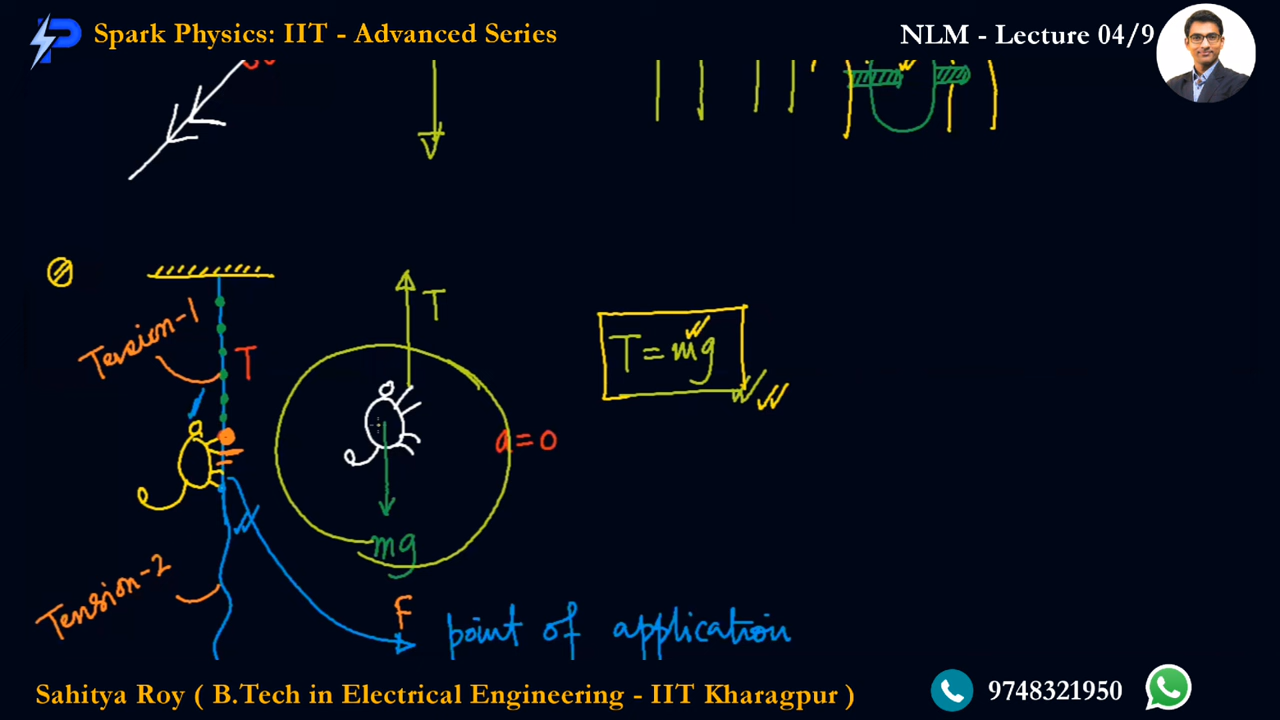 Spark Physics: IIT - Advanced Series
NLM - Lecture 04/9
Tension-1
T
T
T = mg
a = 0
mg
Tension-2
F
point of application
Sahitya Roy ( B.Tech in Electrical Engineering - IIT Kharagpur )
9748321950